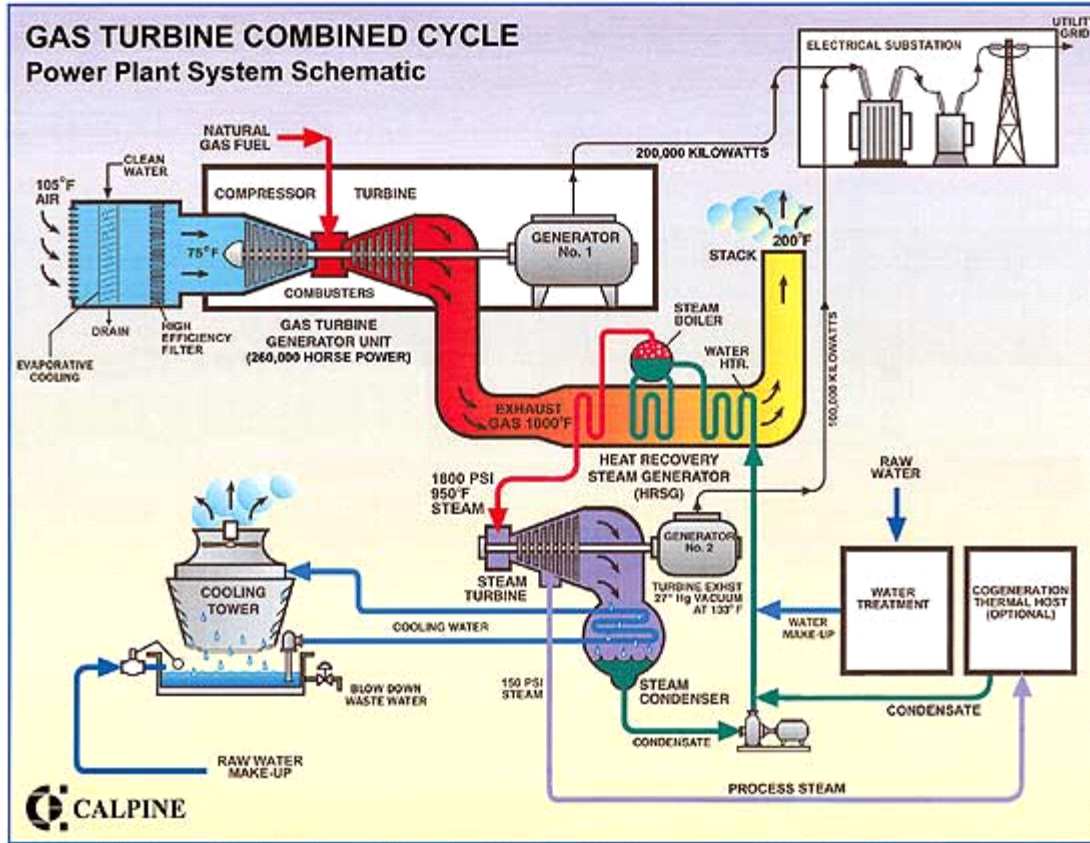 GAS TURBINE COMBINED CYCLE
Power Plant System Schematic
UTILITY
GRID
ELECTRICAL SUBSTATION
NATURAL
GAS FUEL
200,000 KILOWATTS
CLEAN
WATER
105°F
AIR
COMPRESSOR
TURBINE
75°F
GENERATOR
No. 1
STACK
200°F
COMBUSTERS
DRAIN
HIGH
EFFICIENCY
FILTER
EVAPORATIVE
COOLING
GAS TURBINE
GENERATOR UNIT
(260,000 HORSE POWER)
STEAM
BOILER
WATER
HTR.
KILOWATTS
EXHAUST
GAS 1000°F
HEAT RECOVERY
STEAM GENERATOR
(HRSG)
1800 PSI
950°F
STEAM
RAW
WATER
GENERATOR
No. 2
COOLING
TOWER
STEAM
TURBINE
TURBINE EXHST
27" Hg VACUUM
AT 133°F
WATER
TREATMENT
COGENERATION
THERMAL HOST
(OPTIONAL)
COOLING WATER
WATER
MAKE-UP
BLOW DOWN
WASTE WATER
150 PSI
STEAM
STEAM
CONDENSER
CONDENSATE
CONDENSATE
RAW WATER
MAKE-UP
PROCESS STEAM
CALPINE